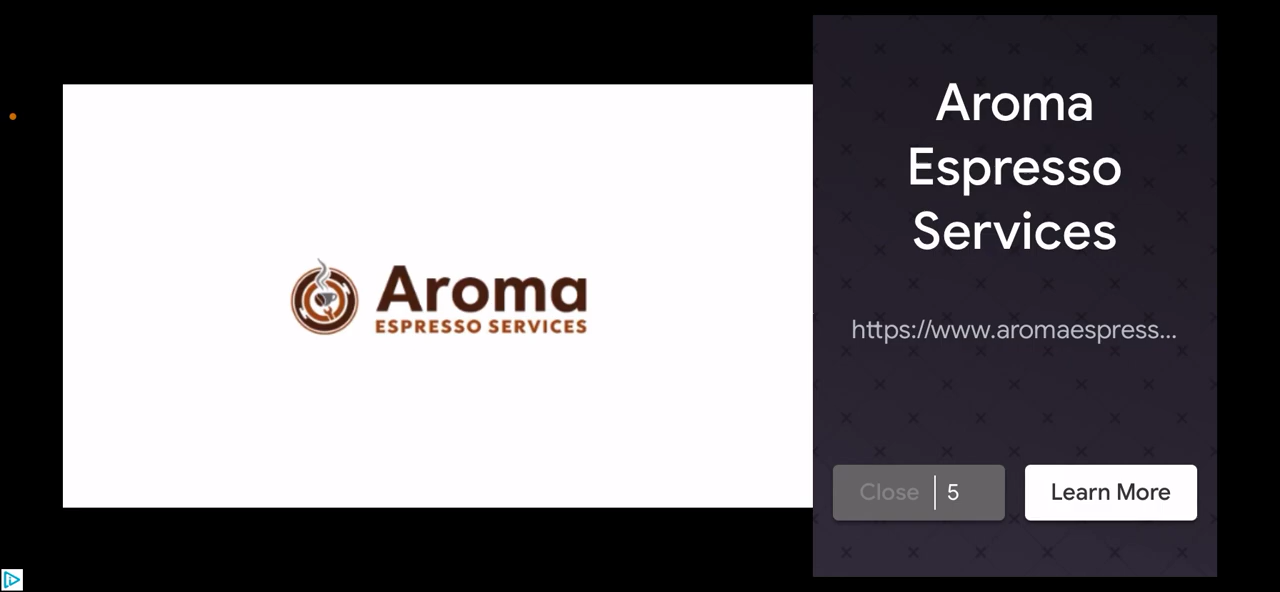 Aroma
ESPRESSO SERVICES
Aroma
Espresso
Services
https://www.aromaespress...
Close | 5
Learn More